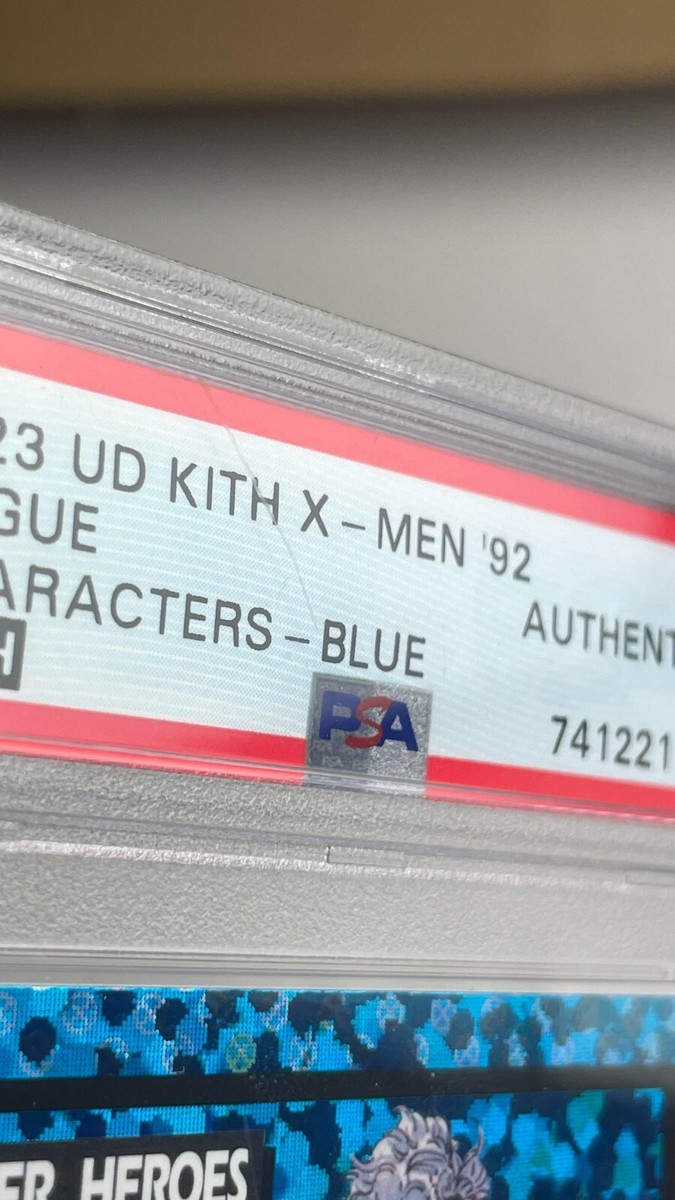 23 UD KITH X-MEN '92
GUE
AUTHENT
ARACTERS-BLUE
H
PSA
741221
ER HEROES